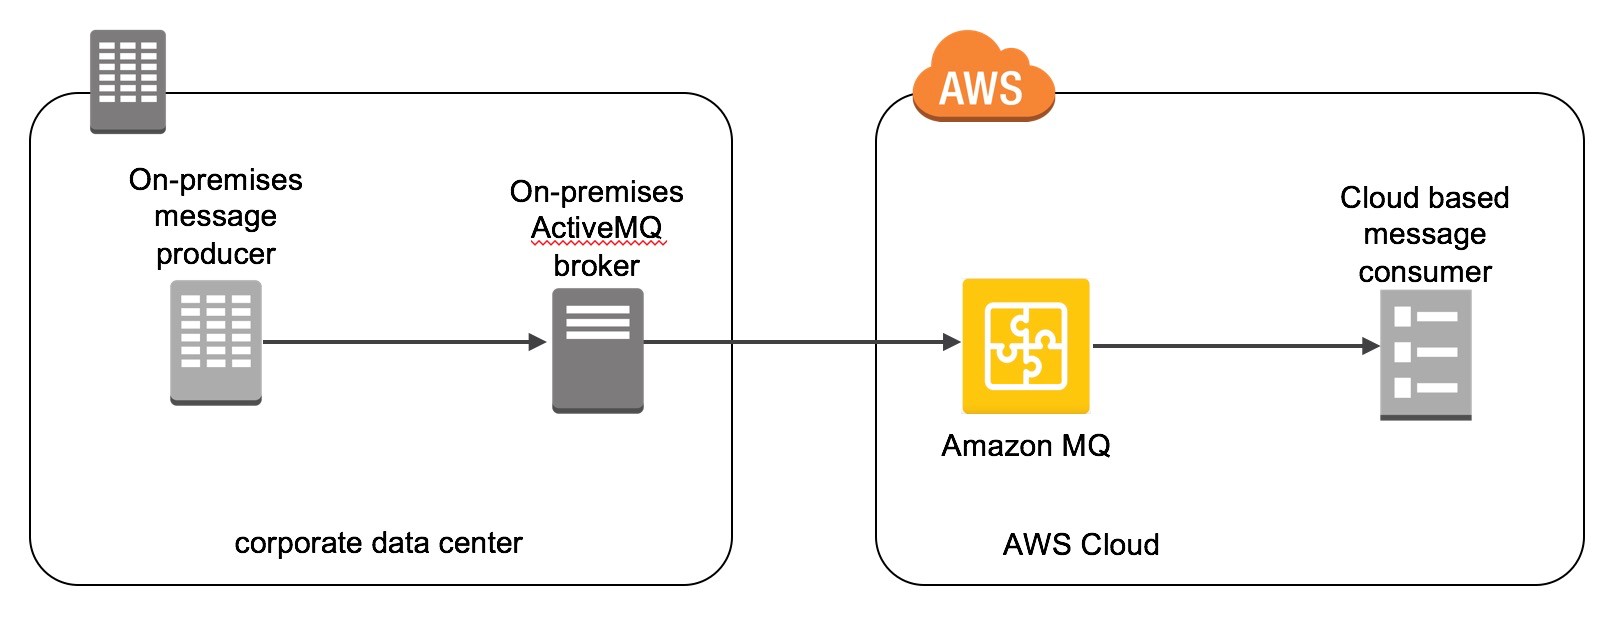 AWS
On-premises
message
producer
On-premises
ActiveMQ
broker
Cloud based
message
consumer
Amazon MQ
corporate data center
AWS Cloud